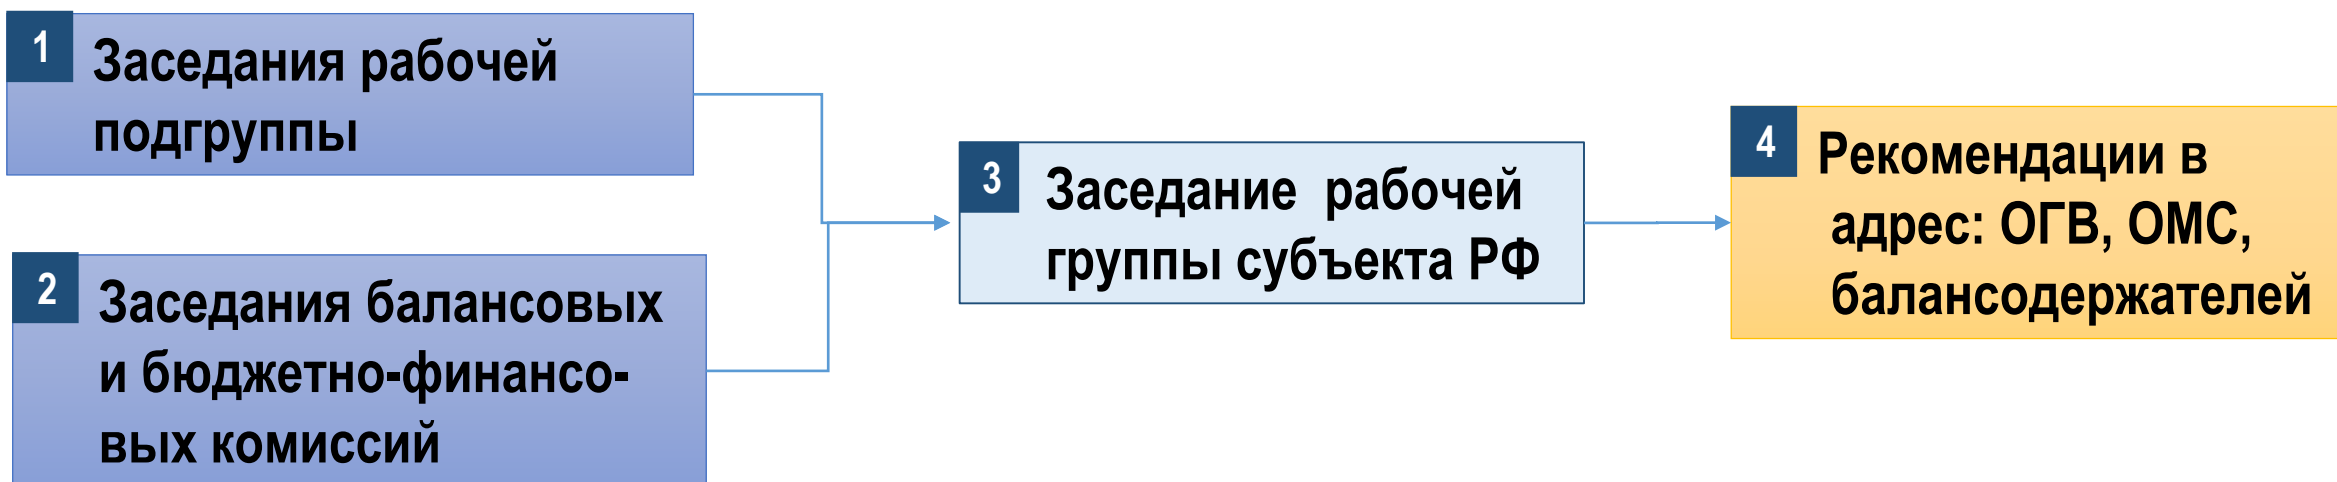 1
Заседания рабочей
подгруппы
2
Заседания балансовых
и бюджетно-финансо-
вых комиссий
3
Заседание рабочей
группы субъекта РФ
4
Рекомендации в
адрес: ОГВ, ОМС,
балансодержателей